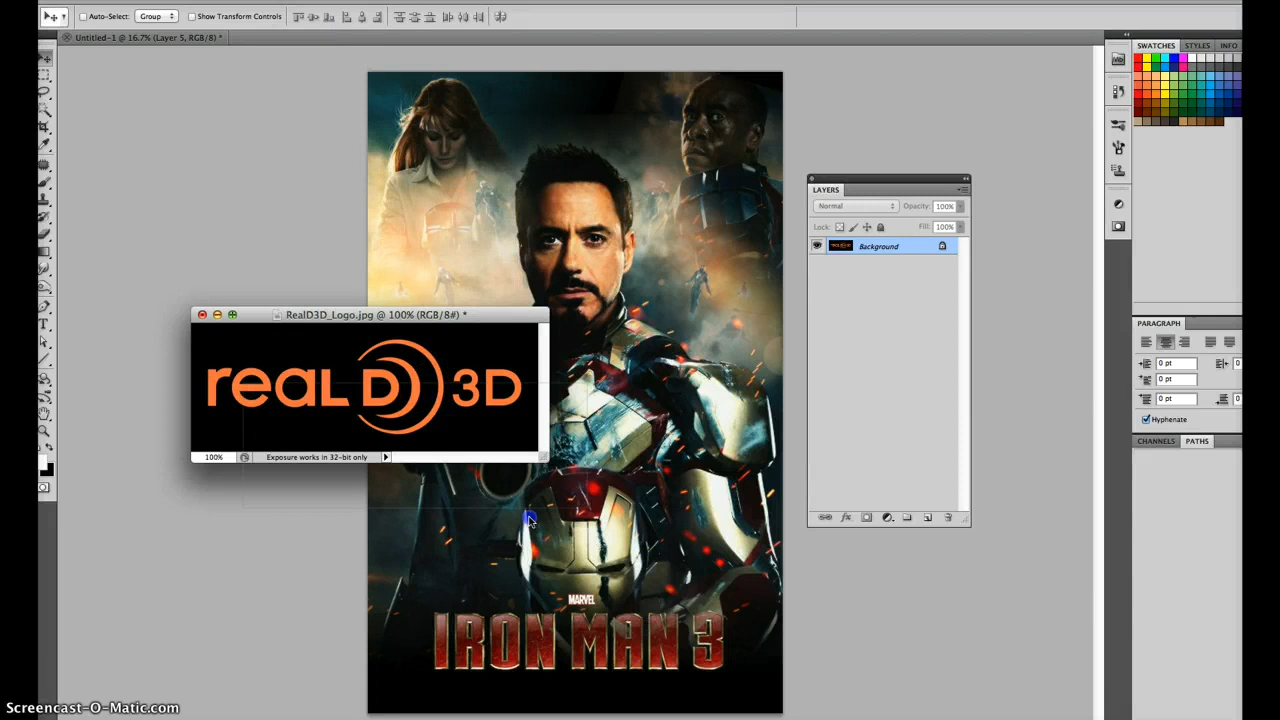 Auto-Select: Group Show Transform Controls
Untitled-1 @ 16.7% (Layer 5, RGB/8) *
SWATCHES STYLES INFO
LAYERS
Normal Opacity: 100%
Lock: Fill: 100%
Background
RealD3D_Logo.jpg @ 100% (RGB/8#) *
reaL D 3D
100% Exposure works in 32-bit only
PARAGRAPH
0 pt 0
0 pt
0 pt 0
Hyphenate
CHANNELS PATHS
MARVEL
IRON MAN 3
Screencast-O-Matic.com